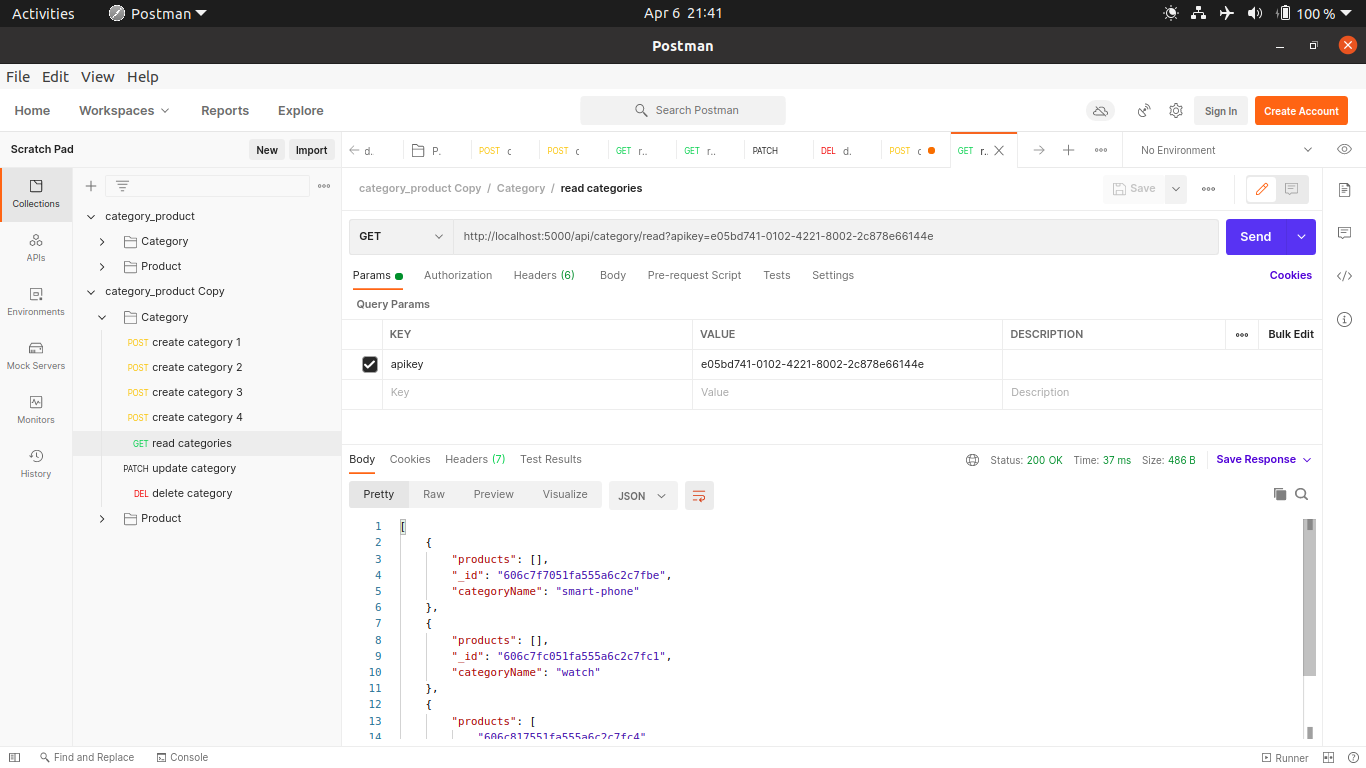 Activities Postman Apr 6 21:41 100 %
Postman
File Edit View Help
Home Workspaces Reports Explore Search Postman Sign In Create Account
Scratch Pad New Import d. P. POST c POST c GET r.. GET r.. PATCH DEL d. POST c GET r.. No Environment
category_product Copy / Category / read categories Save
Collections
APIs
Environments
Mock Servers
Monitors
History
category_product
Category
Product
category_product Copy
Category
POST create category 1
POST create category 2
POST create category 3
POST create category 4
GET read categories
PATCH update category
DEL delete category
Product
GET http://localhost:5000/api/category/read?apikey=e05bd741-0102-4221-8002-2c878e66144e Send
Params Authorization Headers (6) Body Pre-request Script Tests Settings Cookies
Query Params
KEY VALUE DESCRIPTION Bulk Edit
apikey e05bd741-0102-4221-8002-2c878e66144e
Key Value Description
Body Cookies Headers (7) Test Results Status: 200 OK Time: 37 ms Size: 486 B Save Response
Pretty Raw Preview Visualize JSON
1 [
2 {
3 "products": [],
4 "_id": "606c7f7051fa555a6c2c7fbe",
5 "categoryName": "smart-phone"
6 },
7 {
8 "products": [],
9 "_id": "606c7fc051fa555a6c2c7fc1",
10 "categoryName": "watch"
11 },
12 {
13 "products": [
14 "606c817551fa555a6c2c7fc4"
Find and Replace Console Runner